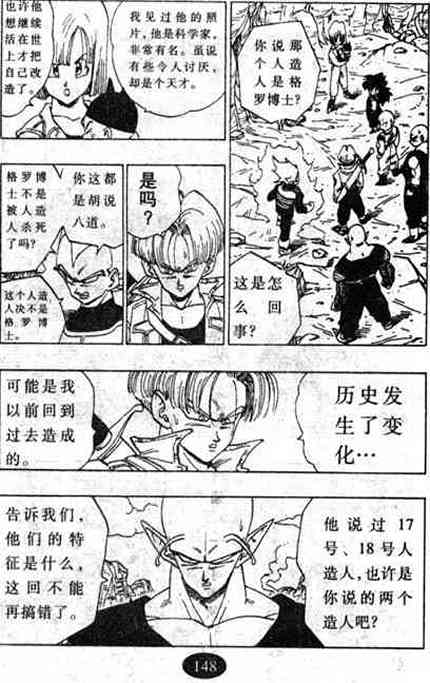 你说那
个人造
人是格
罗博士？
这是怎
么回
事？
我见过他的照
片，他是科学家，
非常有名。虽说
有些令人讨厌，
却是个天才。
也许他
想继续
活在世
上才把
自己改
造了。
是
吗？
你这都
是胡说
八道。
格罗博
士不是
被人造
人杀死
了吗？
这个人造
人决不是
格罗博
士。
历史发
生了变
化…
可能是我
以前回到
过去造成
的。
他说过17
号、18号人
造人，也许是
你说的两个
造人吧？
告诉我们，
他们的特
征是什么，
这回不能
再搞错了。
148